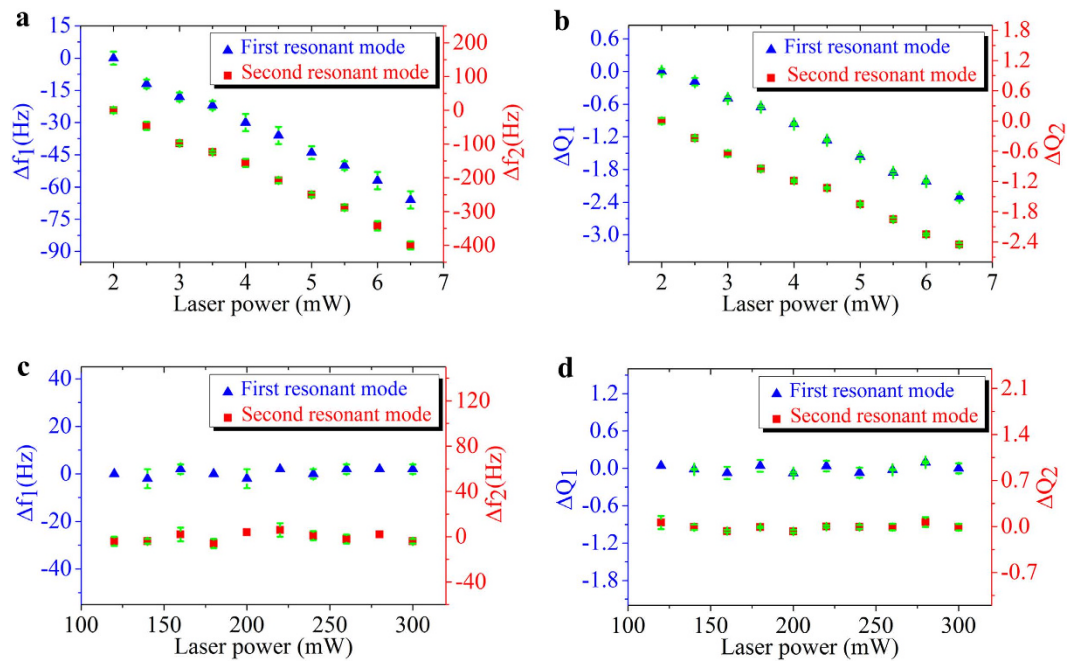 a
15
0
-15
-30
-45
-60
-75
-90
Δf1(Hz)
First resonant mode
Second resonant mode
200
100
0
-100
-200
-300
-400
Δf2(Hz)
2 3 4 5 6 7
Laser power (mW)
b
0.6
0.0
-0.6
-1.2
-1.8
-2.4
-3.0
ΔQ1
First resonant mode
Second resonant mode
1.8
1.2
0.6
0.0
-0.6
-1.2
-1.8
-2.4
ΔQ2
2 3 4 5 6 7
Laser power (mW)
c
40
20
0
-20
-40
Δf1(Hz)
First resonant mode
Second resonant mode
120
80
40
0
-40
Δf2(Hz)
100 150 200 250 300
Laser power (mW)
d
1.2
0.6
0.0
-0.6
-1.2
-1.8
ΔQ1
First resonant mode
Second resonant mode
2.1
1.4
0.7
0.0
-0.7
ΔQ2
100 150 200 250 300
Laser power (mW)